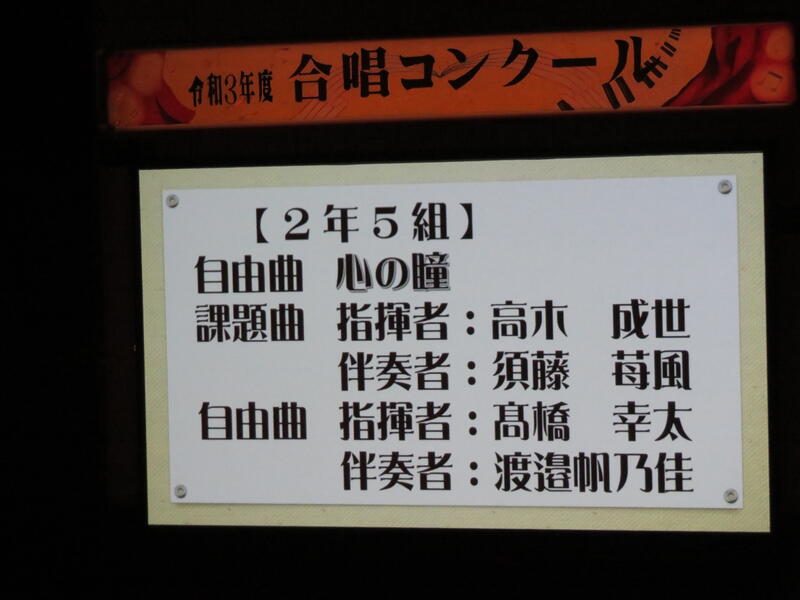 令和3年度 合唱コンクール
【２年５組】
自由曲　心の瞳
課題曲　指揮者：高木　成世
伴奏者：須藤　苺風
自由曲　指揮者：髙橋　幸太
伴奏者：渡邉帆乃佳